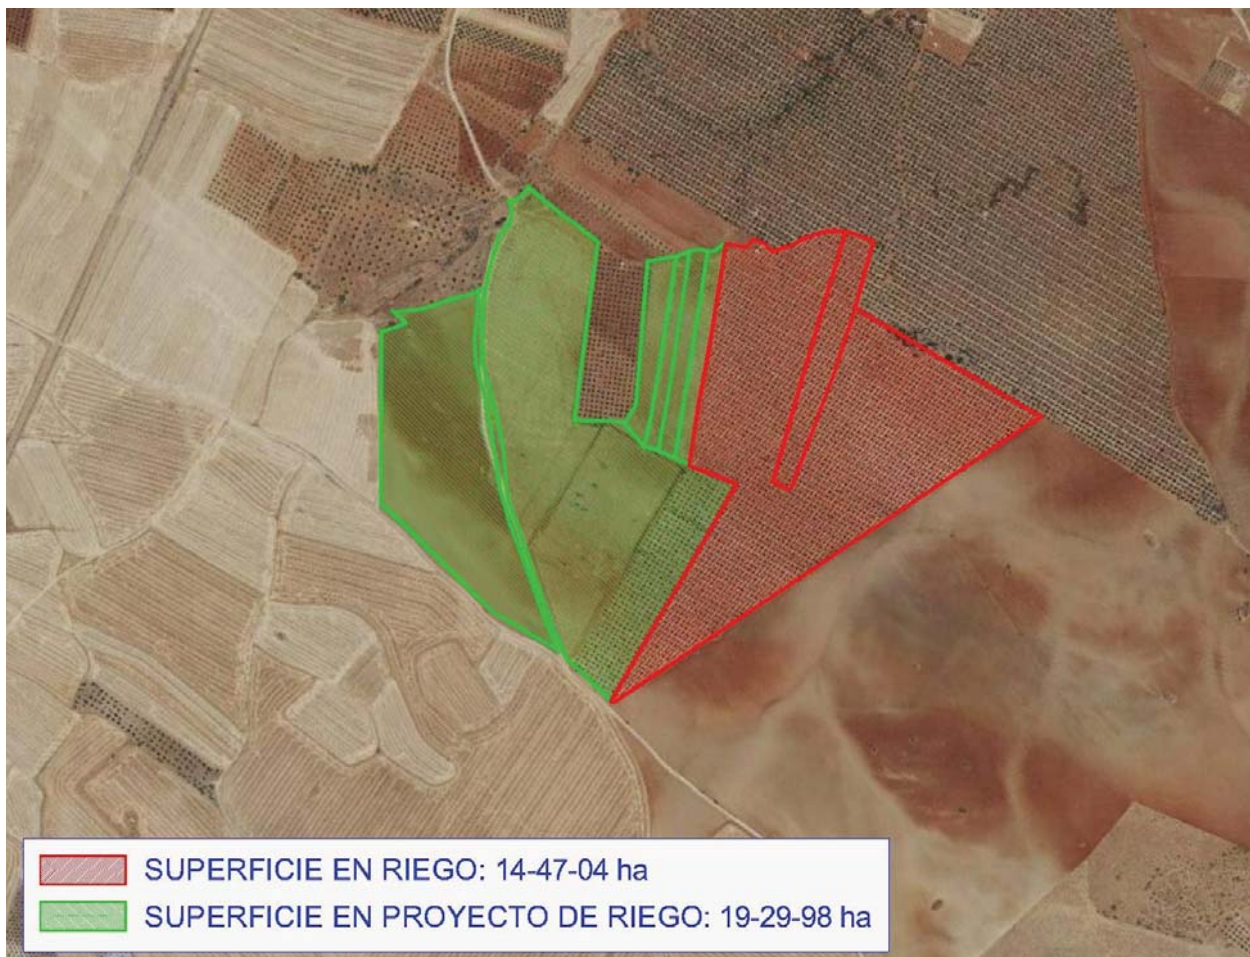 SUPERFICIE EN RIEGO: 14-47-04 ha
SUPERFICIE EN PROYECTO DE RIEGO: 19-29-98 ha